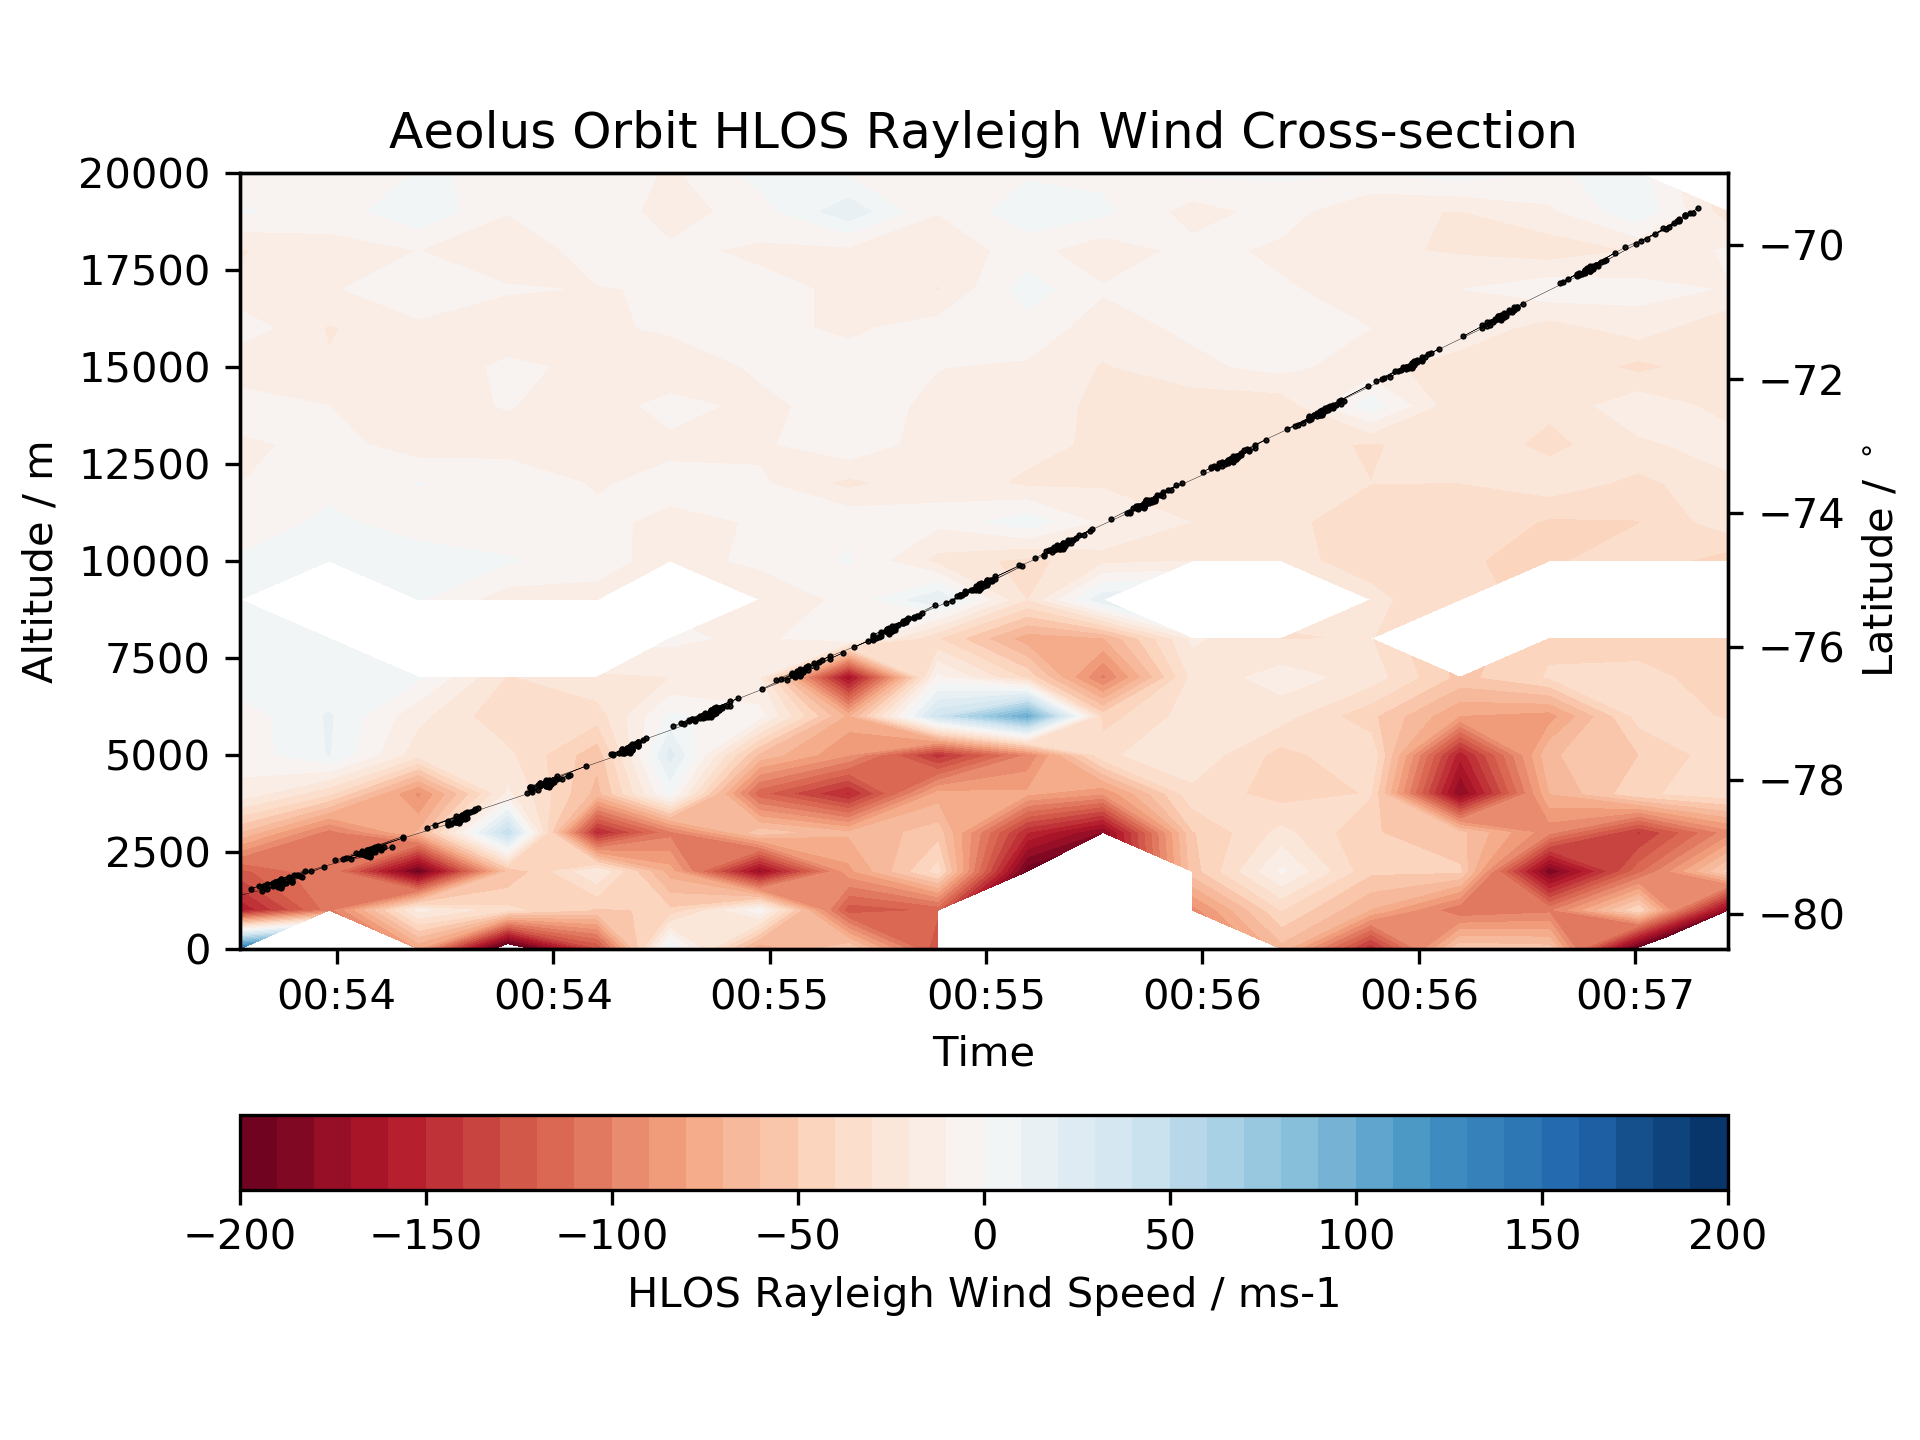 Aeolus Orbit HLOS Rayleigh Wind Cross-section
20000
17500
15000
12500
10000
7500
5000
2500
0
Altitude / m
−70
−72
−74
−76
−78
−80
Latitude / °
00:54 00:54 00:55 00:55 00:56 00:56 00:57
Time
−200 −150 −100 −50 0 50 100 150 200
HLOS Rayleigh Wind Speed / ms-1